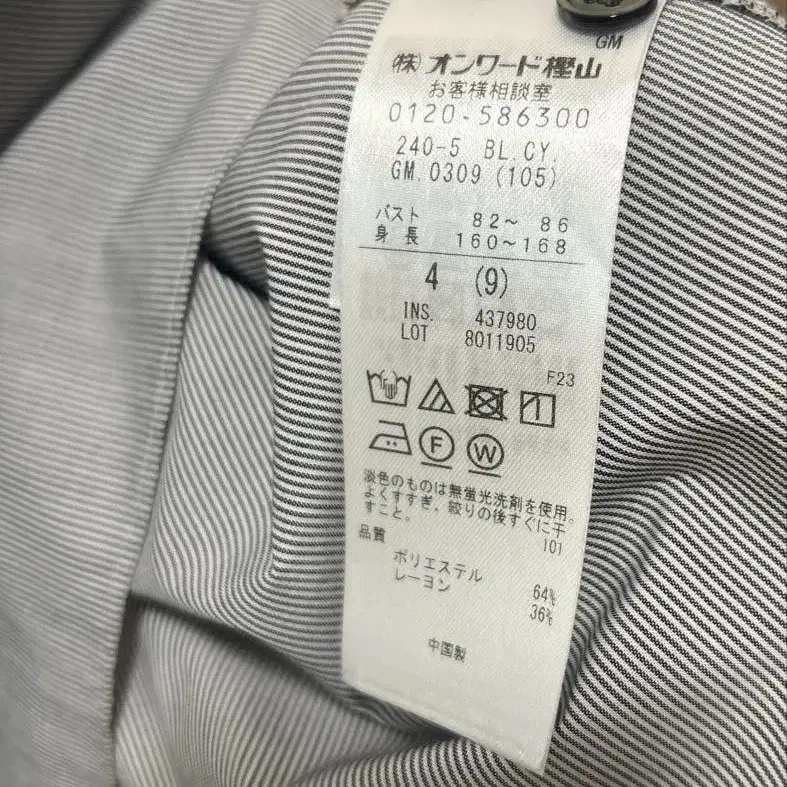 GM
(株)オンワード樫山
お客様相談室
0120-586300
240-5 BL.CY.
GM.0309 (105)
バスト 82～ 86
身長 160～168
4 (9)
INS. 437980
LOT 8011905
F23
F W
淡色のものは無蛍光洗剤を使用。
よくすすぎ、絞りの後すぐに干
すこと。
101
品質
ポリエステル 64%
レーヨン 36%
中国製